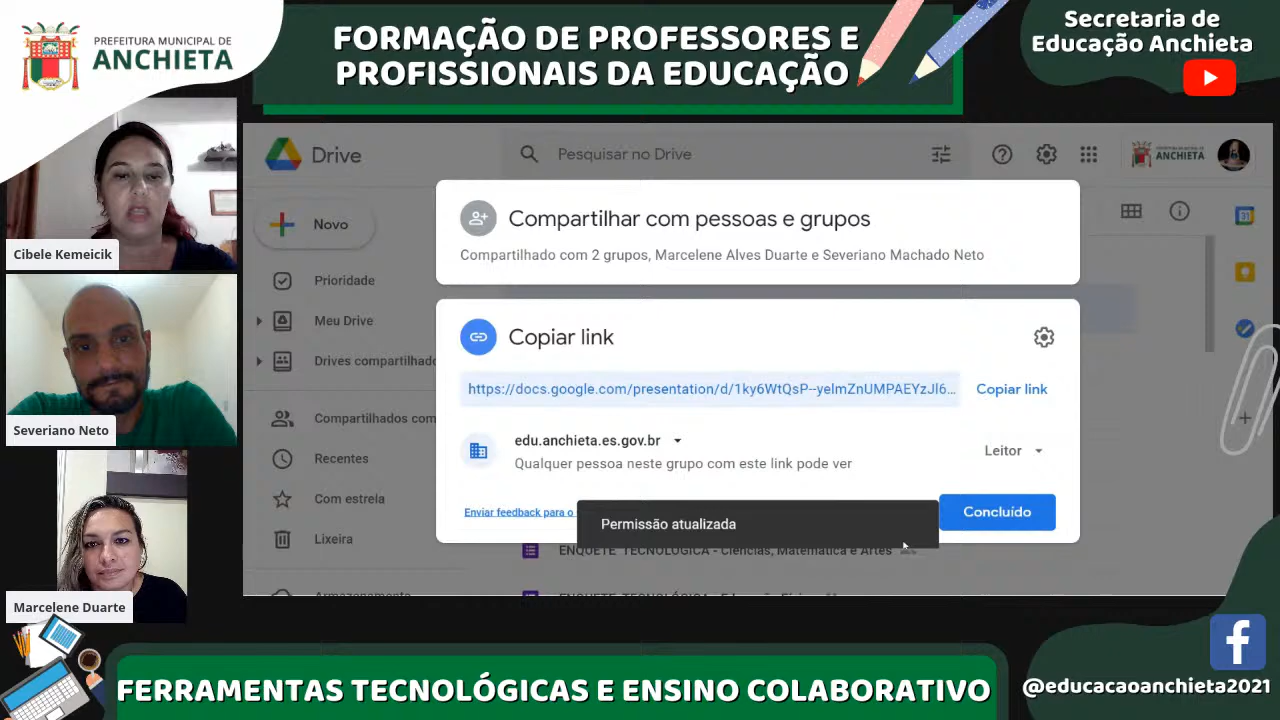 PREFEITURA MUNICIPAL DE
ANCHIETA
FORMAÇÃO DE PROFESSORES E
PROFISSIONAIS DA EDUCAÇÃO
Secretaria de
Educação Anchieta
Cibele Kemeicik
Severiano Neto
Marcelene Duarte
Drive
Pesquisar no Drive
ANCHIETA
Novo
Prioridade
Meu Drive
Drives compartilhado
Compartilhados com
Recentes
Com estrela
Lixeira
Armazenamento
Compartilhar com pessoas e grupos
Compartilhado com 2 grupos, Marcelene Alves Duarte e Severiano Machado Neto
Copiar link
https://docs.google.com/presentation/d/1ky6WtQsP--yelmZnUMPAEYzJl6...
Copiar link
edu.anchieta.es.gov.br
Qualquer pessoa neste grupo com este link pode ver
Leitor
Enviar feedback para o
Permissão atualizada
Concluído
ENQUETE TECNOLÓGICA - Ciências, Matemática e Artes
31
FERRAMENTAS TECNOLÓGICAS E ENSINO COLABORATIVO
@educacaoanchieta2021